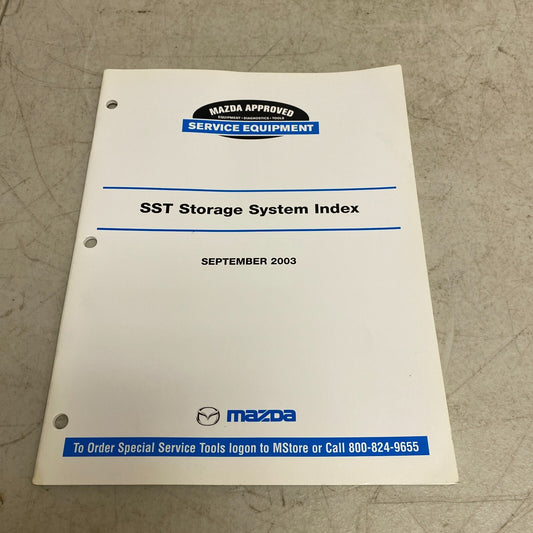 MAZDA APPROVED
EQUIPMENT • DIAGNOSTICS • TOOLS
SERVICE EQUIPMENT
SST Storage System Index
SEPTEMBER 2003
mazda
To Order Special Service Tools logon to MStore or Call 800-824-9655